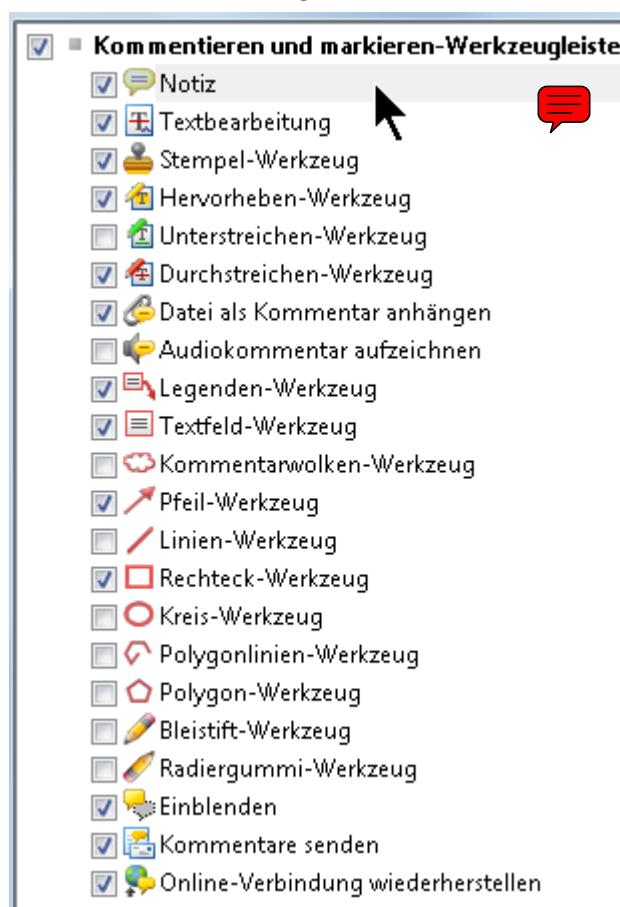 Kommentieren und markieren-Werkzeugleiste
Notiz
Textbearbeitung
Stempel-Werkzeug
Hervorheben-Werkzeug
Unterstreichen-Werkzeug
Durchstreichen-Werkzeug
Datei als Kommentar anhängen
Audiokommentar aufzeichnen
Legenden-Werkzeug
Textfeld-Werkzeug
Kommentarwolken-Werkzeug
Pfeil-Werkzeug
Linien-Werkzeug
Rechteck-Werkzeug
Kreis-Werkzeug
Polygonlinien-Werkzeug
Polygon-Werkzeug
Bleistift-Werkzeug
Radiergummi-Werkzeug
Einblenden
Kommentare senden
Online-Verbindung wiederherstellen